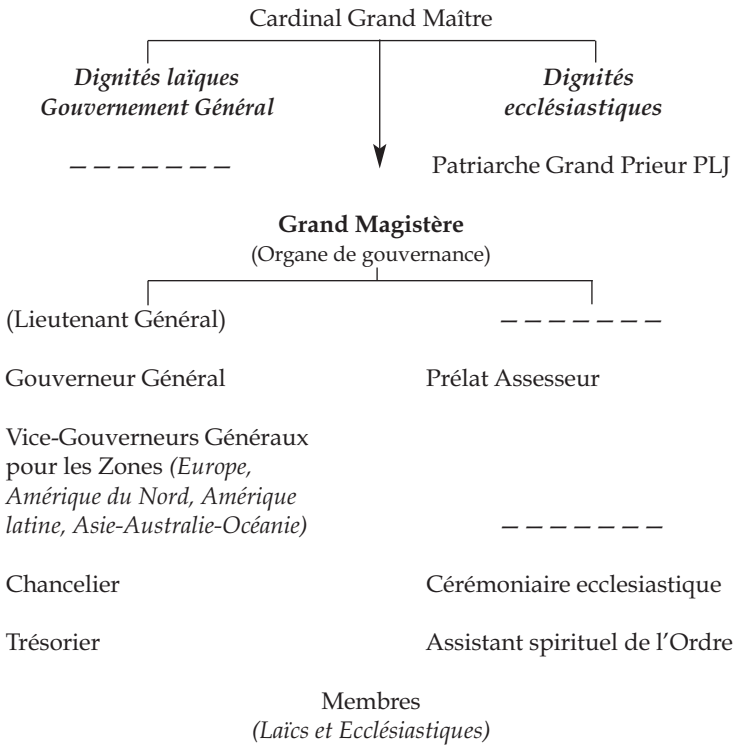 Cardinal Grand Maître
Dignités laïques
Gouvernement Général
Dignités
ecclésiastiques
– – – – – – –
Patriarche Grand Prieur PLJ
Grand Magistère
(Organe de gouvernance)
(Lieutenant Général)
– – – – – – –
Gouverneur Général
Prélat Assesseur
Vice-Gouverneurs Généraux
pour les Zones (Europe,
Amérique du Nord, Amérique
latine, Asie-Australie-Océanie)
– – – – – – –
Chancelier
Cérémoniaire ecclesiastique
Trésorier
Assistant spirituel de l’Ordre
Membres
(Laïcs et Ecclésiastiques)